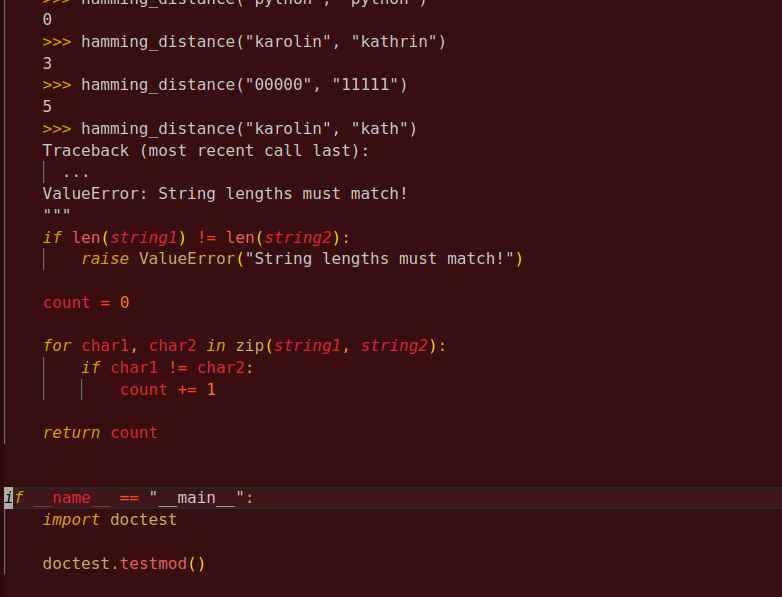 >>> hamming_distance("python", "python")
0
>>> hamming_distance("karolin", "kathrin")
3
>>> hamming_distance("00000", "11111")
5
>>> hamming_distance("karolin", "kath")
Traceback (most recent call last):
...
ValueError: String lengths must match!
"""
if len(string1) != len(string2):
raise ValueError("String lengths must match!")
count = 0
for char1, char2 in zip(string1, string2):
if char1 != char2:
count += 1
return count
if __name__ == "__main__":
import doctest
doctest.testmod()